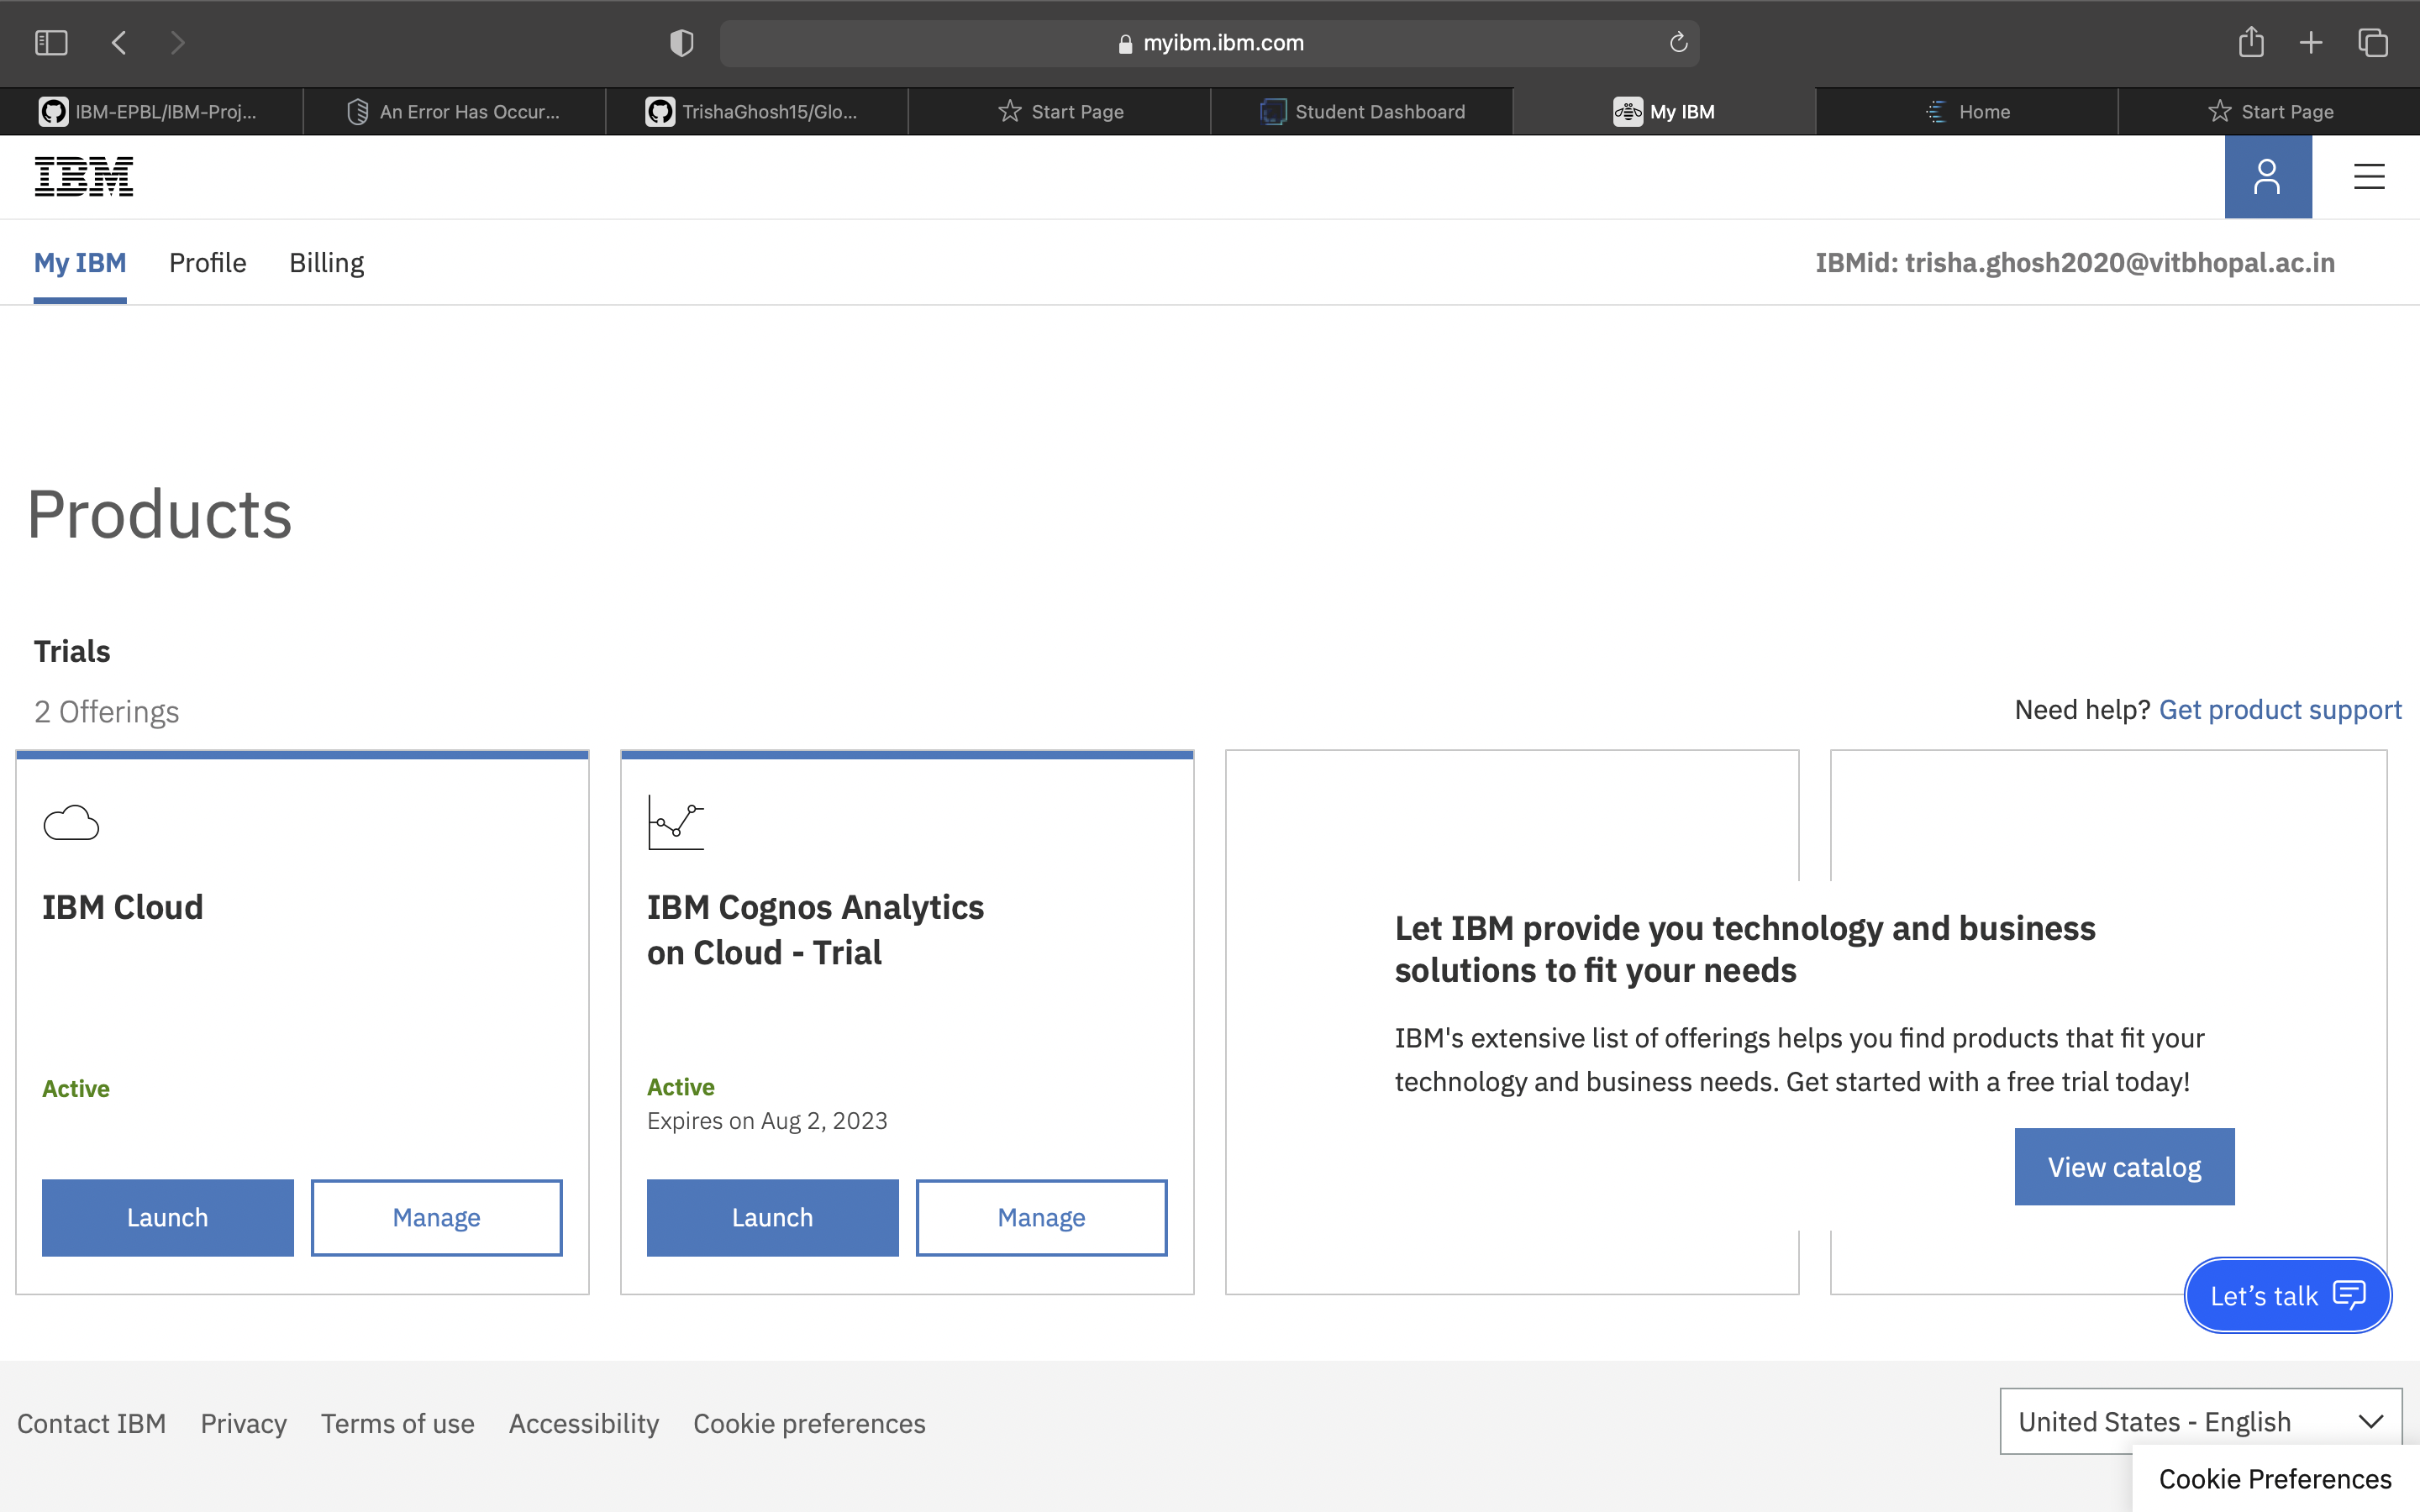 myibm.ibm.com
IBM-EPBL/IBM-Proj...
An Error Has Occur...
TrishaGhosh15/Glo...
Start Page
Student Dashboard
My IBM
Home
Start Page
IBM
My IBM
Profile
Billing
IBMid: trisha.ghosh2020@vitbhopal.ac.in
Products
Trials
2 Offerings
Need help? Get product support
IBM Cloud
Active
Launch
Manage
IBM Cognos Analytics
on Cloud - Trial
Active
Expires on Aug 2, 2023
Launch
Manage
Let IBM provide you technology and business
solutions to fit your needs
IBM's extensive list of offerings helps you find products that fit your
technology and business needs. Get started with a free trial today!
View catalog
Let’s talk
Contact IBM
Privacy
Terms of use
Accessibility
Cookie preferences
United States - English
Cookie Preferences